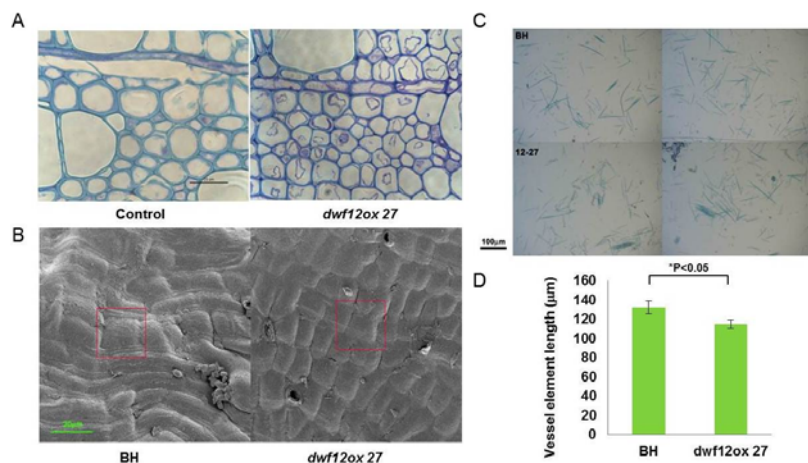 A
Control
dwf12ox 27
B
20μm
BH
dwf12ox 27
C
BH
12-27
100μm
D
*P<0.05
Vessel element length (μm)
160
140
120
100
80
60
40
20
0
BH
dwf12ox 27